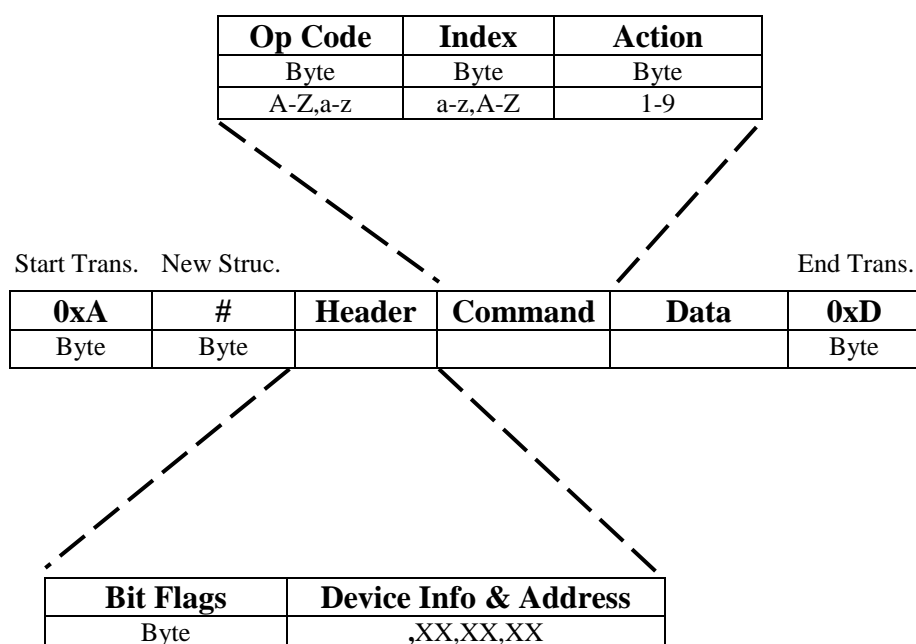 Op Code Index Action
Byte Byte Byte
A-Z,a-z a-z,A-Z 1-9
Start Trans. New Struc. End Trans.
0xA # Header Command Data 0xD
Byte Byte Byte
Bit Flags Device Info & Address
Byte ,XX,XX,XX